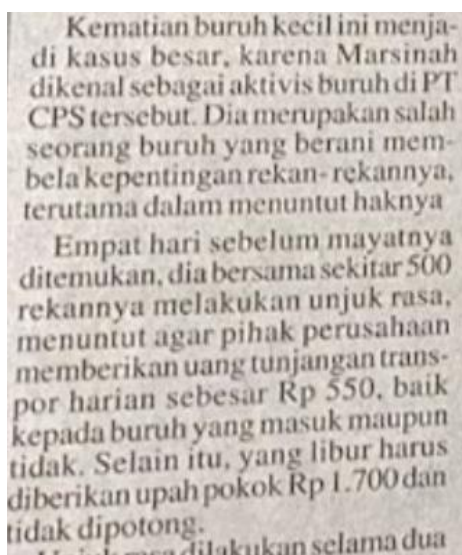 Kematian buruh kecil ini menja-
di kasus besar, karena Marsinah
dikenal sebagai aktivis buruh di PT
CPS tersebut. Dia merupakan salah
seorang buruh yang berani mem-
bela kepentingan rekan-rekannya,
terutama dalam menuntut haknya
Empat hari sebelum mayatnya
ditemukan, dia bersama sekitar 500
rekannya melakukan unjuk rasa,
menuntut agar pihak perusahaan
memberikan uang tunjangan trans-
por harian sebesar Rp 550, baik
kepada buruh yang masuk maupun
tidak. Selain itu, yang libur harus
diberikan upah pokok Rp 1.700 dan
tidak dipotong.
dilakukan selama dua